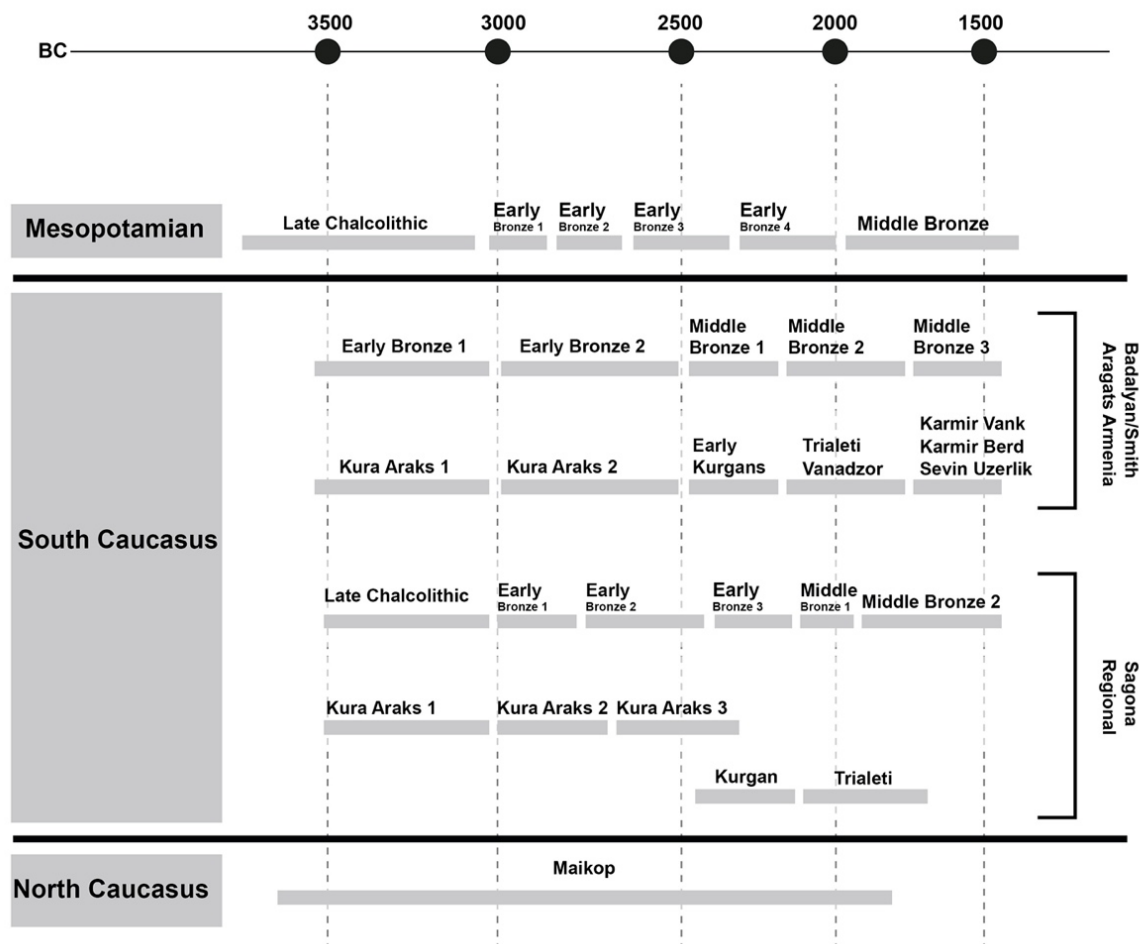 3500 3000 2500 2000 1500
BC
Mesopotamian
Late Chalcolithic
Early
Bronze 1
Early
Bronze 2
Early
Bronze 3
Early
Bronze 4
Middle Bronze
South Caucasus
Early Bronze 1
Early Bronze 2
Middle
Bronze 1
Middle
Bronze 2
Middle
Bronze 3
Kura Araks 1
Kura Araks 2
Early
Kurgans
Trialeti
Vanadzor
Karmir Vank
Karmir Berd
Sevin Uzerlik
Badalyan/Smith
Aragats Armenia
Late Chalcolithic
Early
Bronze 1
Early
Bronze 2
Early
Bronze 3
Middle
Bronze 1
Middle Bronze 2
Kura Araks 1
Kura Araks 2
Kura Araks 3
Kurgan
Trialeti
Sagona
Regional
North Caucasus
Maikop